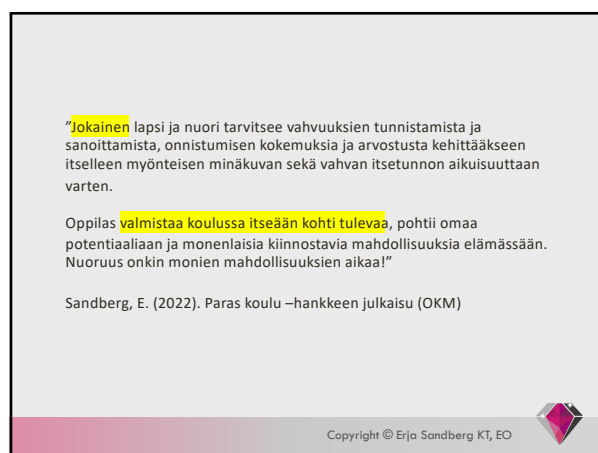 ”Jokainen lapsi ja nuori tarvitsee vahvuuksien tunnistamista ja
sanoittamista, onnistumisen kokemuksia ja arvostusta kehittääkseen
itselleen myönteisen minäkuvan sekä vahvan itsetunnon aikuisuuttaan
varten.
Oppilas valmistaa koulussa itseään kohti tulevaa, pohtii omaa
potentiaaliaan ja monenlaisia kiinnostavia mahdollisuuksia elämässään.
Nuoruus onkin monien mahdollisuuksien aikaa!”
Sandberg, E. (2022). Paras koulu –hankkeen julkaisu (OKM)
Copyright © Erja Sandberg KT, EO